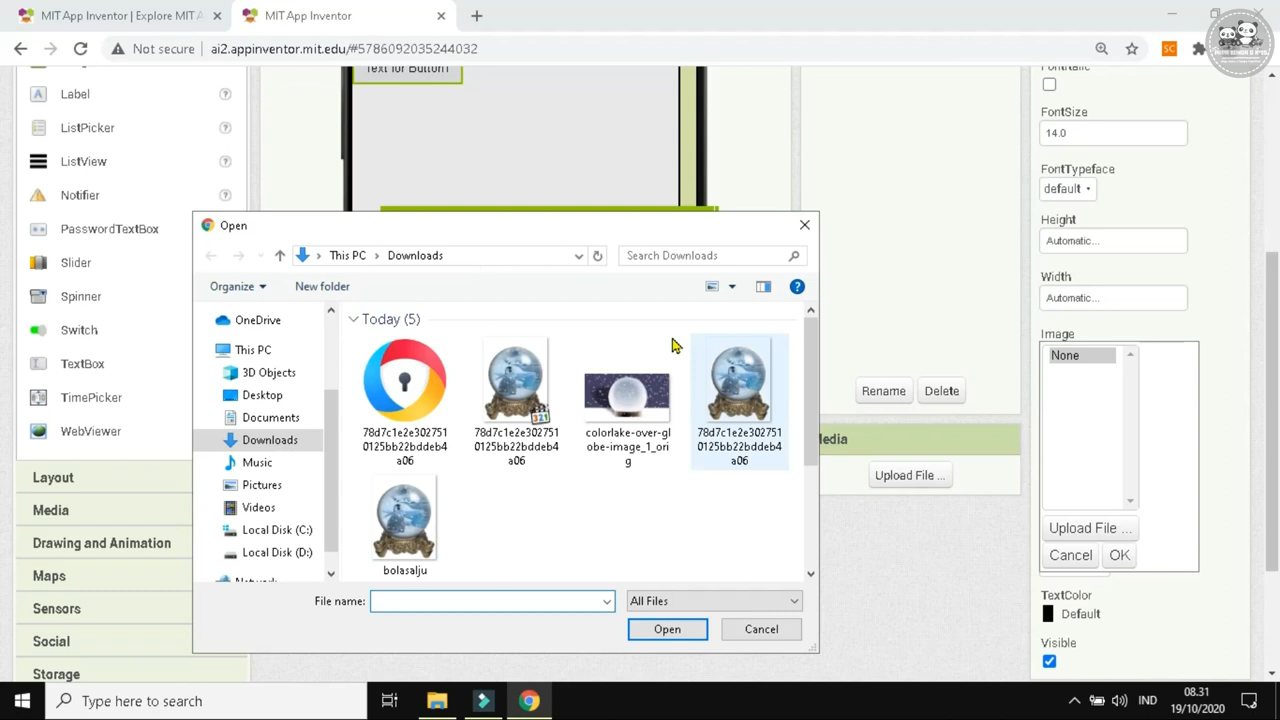 MIT App Inventor | Explore MIT A
MIT App Inventor
Not secure
ai2.appinventor.mit.edu/#5786092035244032
SC
Text for Button1
Label
ListPicker
ListView
Notifier
PasswordTextBox
Slider
Spinner
Switch
TextBox
TimePicker
WebViewer
Layout
Media
Drawing and Animation
Maps
Sensors
Social
Storage
Open
This PC
Downloads
Search Downloads
Organize
New folder
OneDrive
This PC
3D Objects
Desktop
Documents
Downloads
Music
Pictures
Videos
Local Disk (C:)
Local Disk (D:)
Network
Today (5)
78d7c1e2e302751
0125bb22bddeb4
a06
78d7c1e2e302751
0125bb22bddeb4
a06
321
colorlake-over-gl
obe-image_1_ori
g
78d7c1e2e302751
0125bb22bddeb4
a06
bolasalju
File name:
All Files
Open
Cancel
Rename
Delete
Media
Upload File ...
FontItalic
FontSize
14.0
FontTypeface
default
Height
Automatic...
Width
Automatic...
Image
None
Upload File ...
Cancel
OK
TextColor
Default
Visible
Type here to search
IND
08.31
19/10/2020